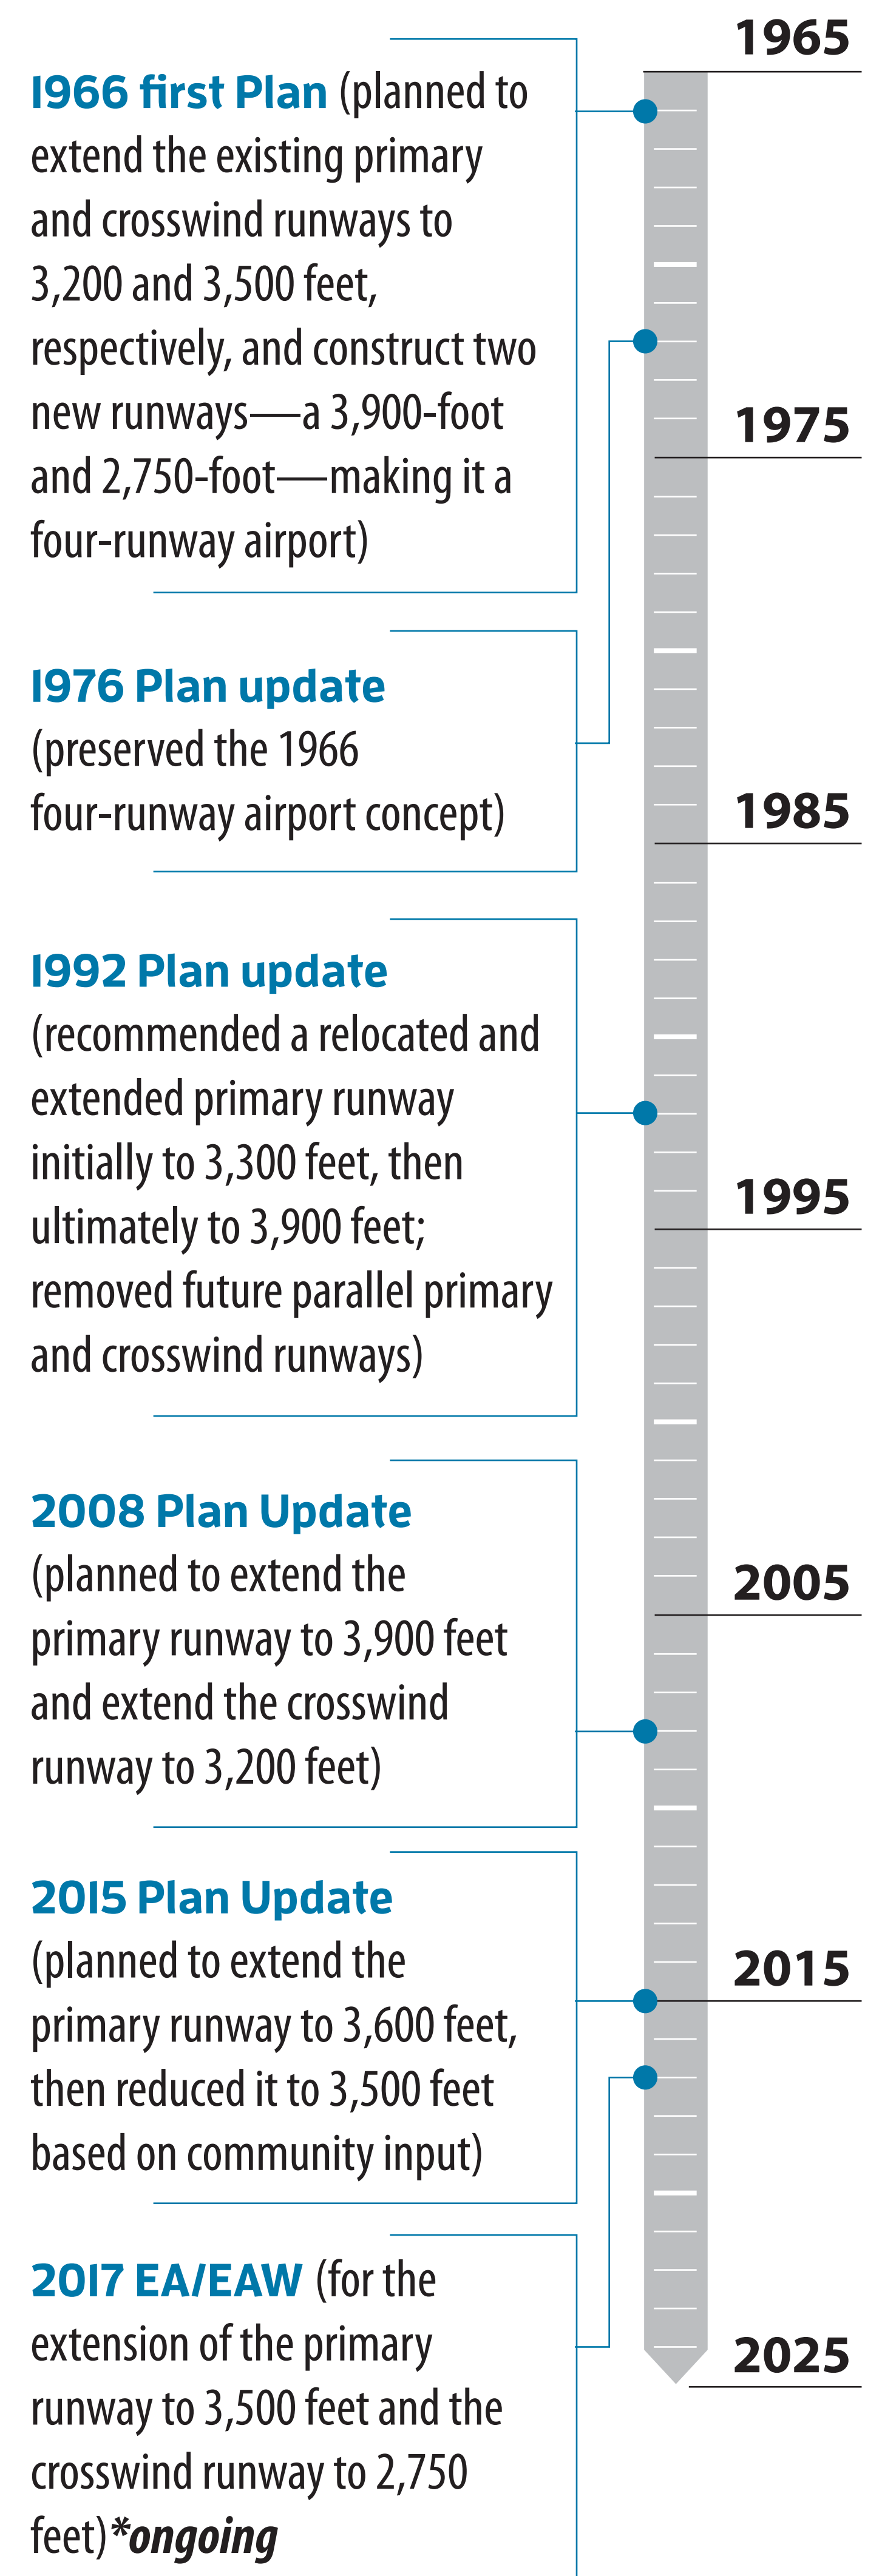 1965
1966 first Plan (planned to
extend the existing primary
and crosswind runways to
3,200 and 3,500 feet,
respectively, and construct two
new runways—a 3,900-foot
and 2,750-foot—making it a
four-runway airport)
1975
1976 Plan update
(preserved the 1966
four-runway airport concept)
1985
1992 Plan update
(recommended a relocated and
extended primary runway
initially to 3,300 feet, then
ultimately to 3,900 feet;
removed future parallel primary
and crosswind runways)
1995
2008 Plan Update
(planned to extend the
primary runway to 3,900 feet
and extend the crosswind
runway to 3,200 feet)
2005
2015 Plan Update
(planned to extend the
primary runway to 3,600 feet,
then reduced it to 3,500 feet
based on community input)
2015
2017 EA/EAW (for the
extension of the primary
runway to 3,500 feet and the
crosswind runway to 2,750
feet)*ongoing
2025